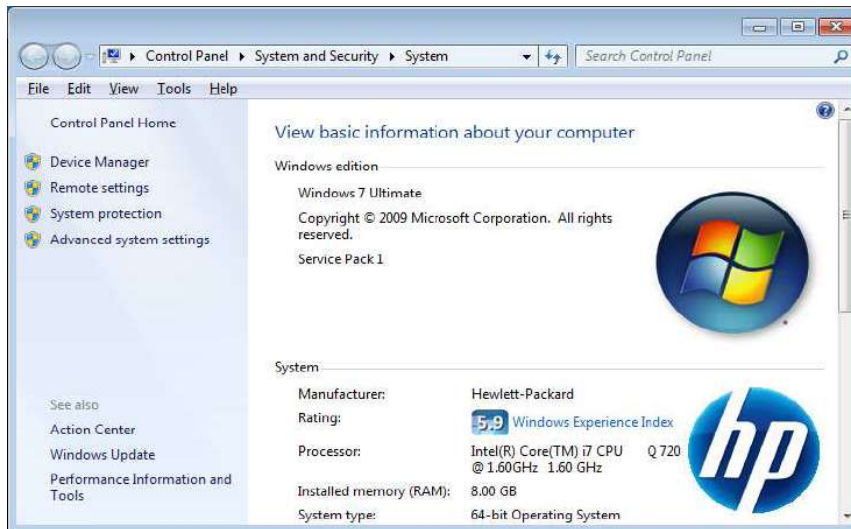 Control Panel ▸ System and Security ▸ System
Search Control Panel
File Edit View Tools Help
Control Panel Home
Device Manager
Remote settings
System protection
Advanced system settings
See also
Action Center
Windows Update
Performance Information and
Tools
View basic information about your computer
Windows edition
Windows 7 Ultimate
Copyright © 2009 Microsoft Corporation. All rights
reserved.
Service Pack 1
System
Manufacturer: Hewlett-Packard
Rating: 5.9 Windows Experience Index
Processor: Intel(R) Core(TM) i7 CPU Q 720
@ 1.60GHz 1.60 GHz
Installed memory (RAM): 8.00 GB
System type: 64-bit Operating System
hp